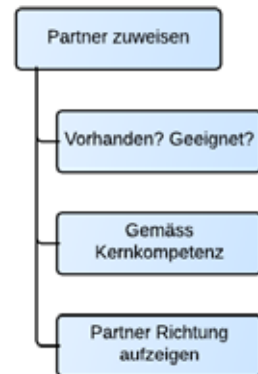 Partner zuweisen
Vorhanden? Geeignet?
Gemäss
Kernkompetenz
Partner Richtung
aufzeigen